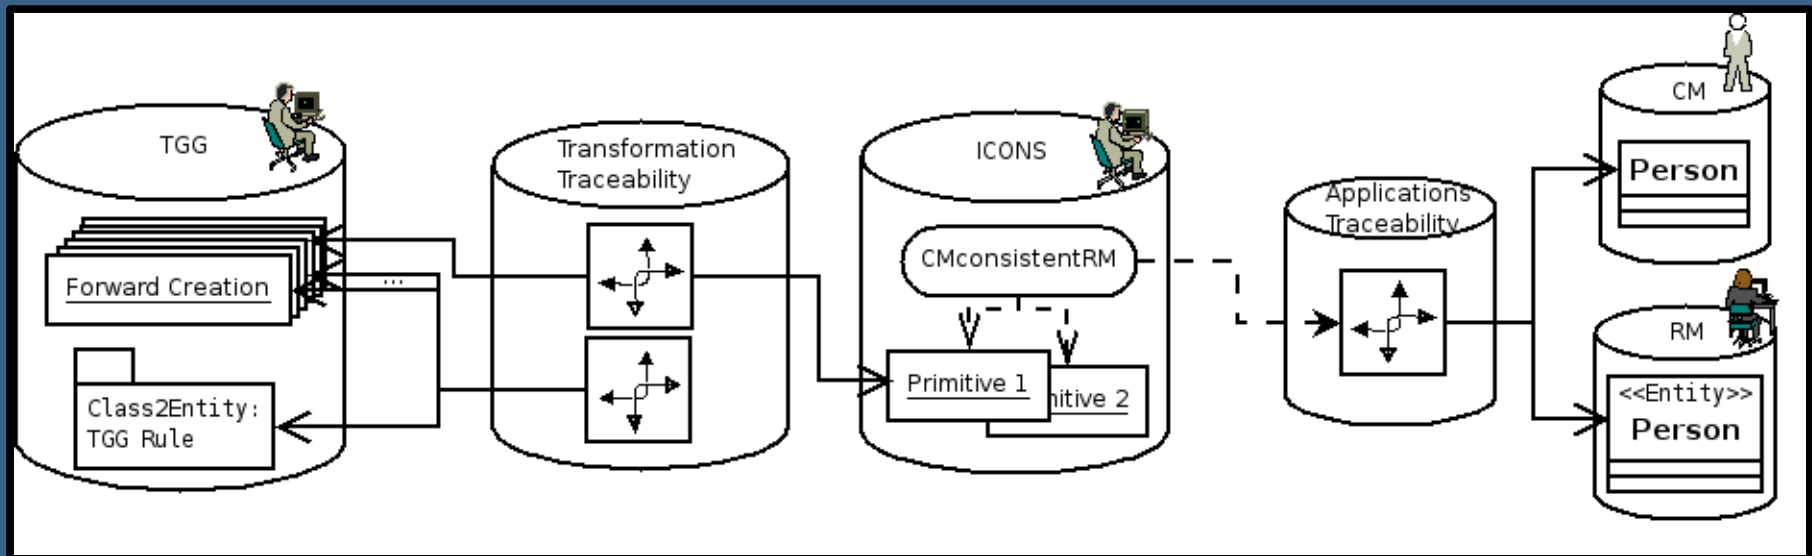 TGG
Forward Creation
...
Class2Entity:
TGG Rule
Transformation
Traceability
ICONS
CMconsistentRM
Primitive 1
nitive 2
Applications
Traceability
CM
Person
RM
<<Entity>>
Person